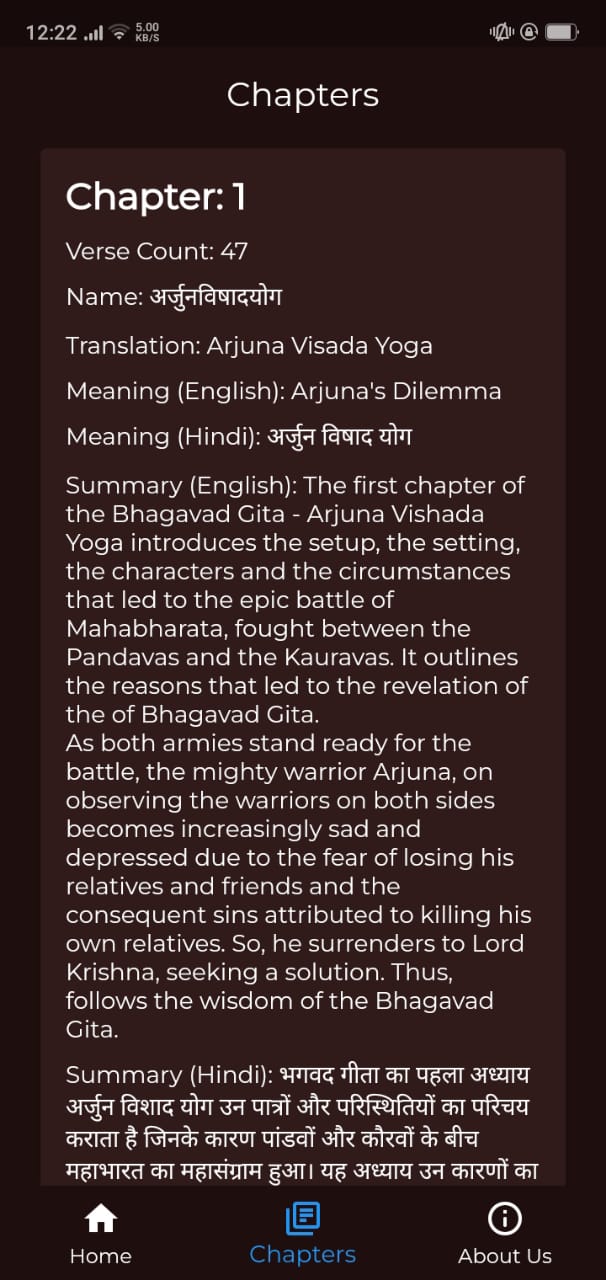 12:22
5.00
KB/S
Chapters
Chapter: 1
Verse Count: 47
Name: अर्जुनविषादयोग
Translation: Arjuna Visada Yoga
Meaning (English): Arjuna's Dilemma
Meaning (Hindi): अर्जुन विषाद योग
Summary (English): The first chapter of
the Bhagavad Gita - Arjuna Vishada
Yoga introduces the setup, the setting,
the characters and the circumstances
that led to the epic battle of
Mahabharata, fought between the
Pandavas and the Kauravas. It outlines
the reasons that led to the revelation of
the of Bhagavad Gita.
As both armies stand ready for the
battle, the mighty warrior Arjuna, on
observing the warriors on both sides
becomes increasingly sad and
depressed due to the fear of losing his
relatives and friends and the
consequent sins attributed to killing his
own relatives. So, he surrenders to Lord
Krishna, seeking a solution. Thus,
follows the wisdom of the Bhagavad
Gita.
Summary (Hindi): भगवद गीता का पहला अध्याय
अर्जुन विशाद योग उन पात्रों और परिस्थितियों का परिचय
कराता है जिनके कारण पांडवों और कौरवों के बीच
महाभारत का महासंग्राम हुआ। यह अध्याय उन कारणों का
Home
Chapters
About Us